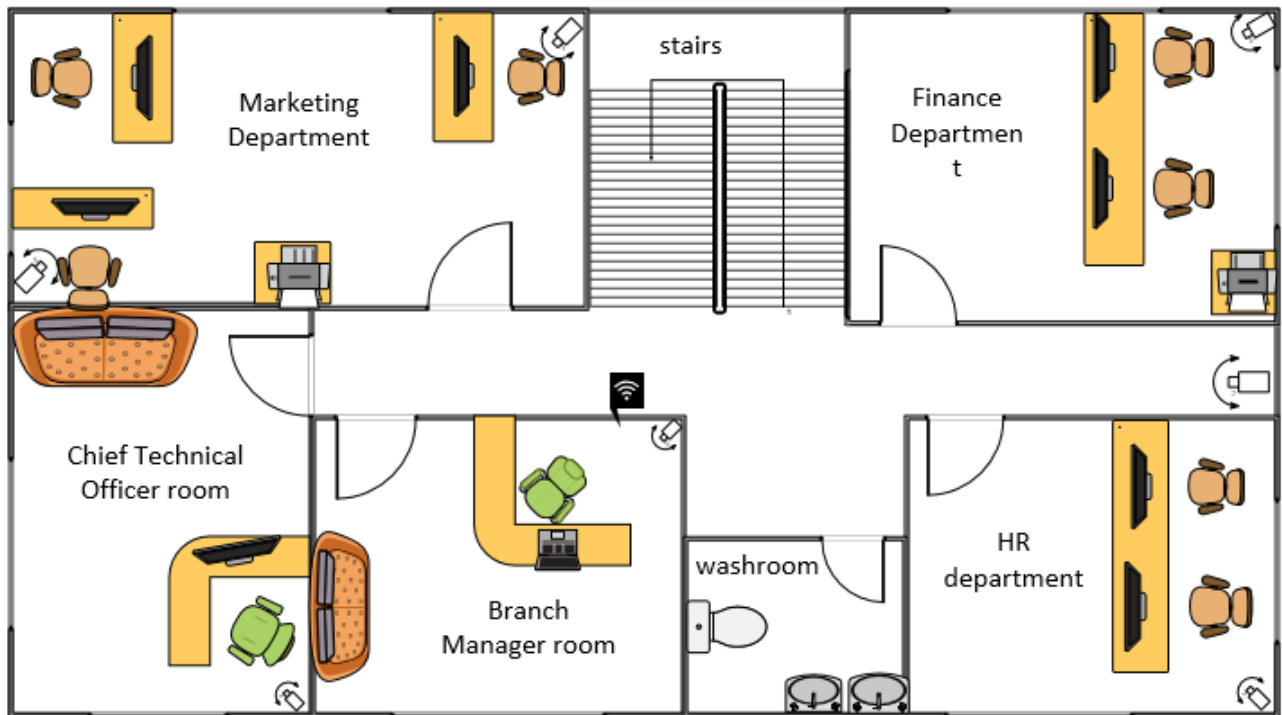 stairs
Marketing
Department
Finance
Departmen
t
Chief Technical
Officer room
Branch
Manager room
washroom
HR
department